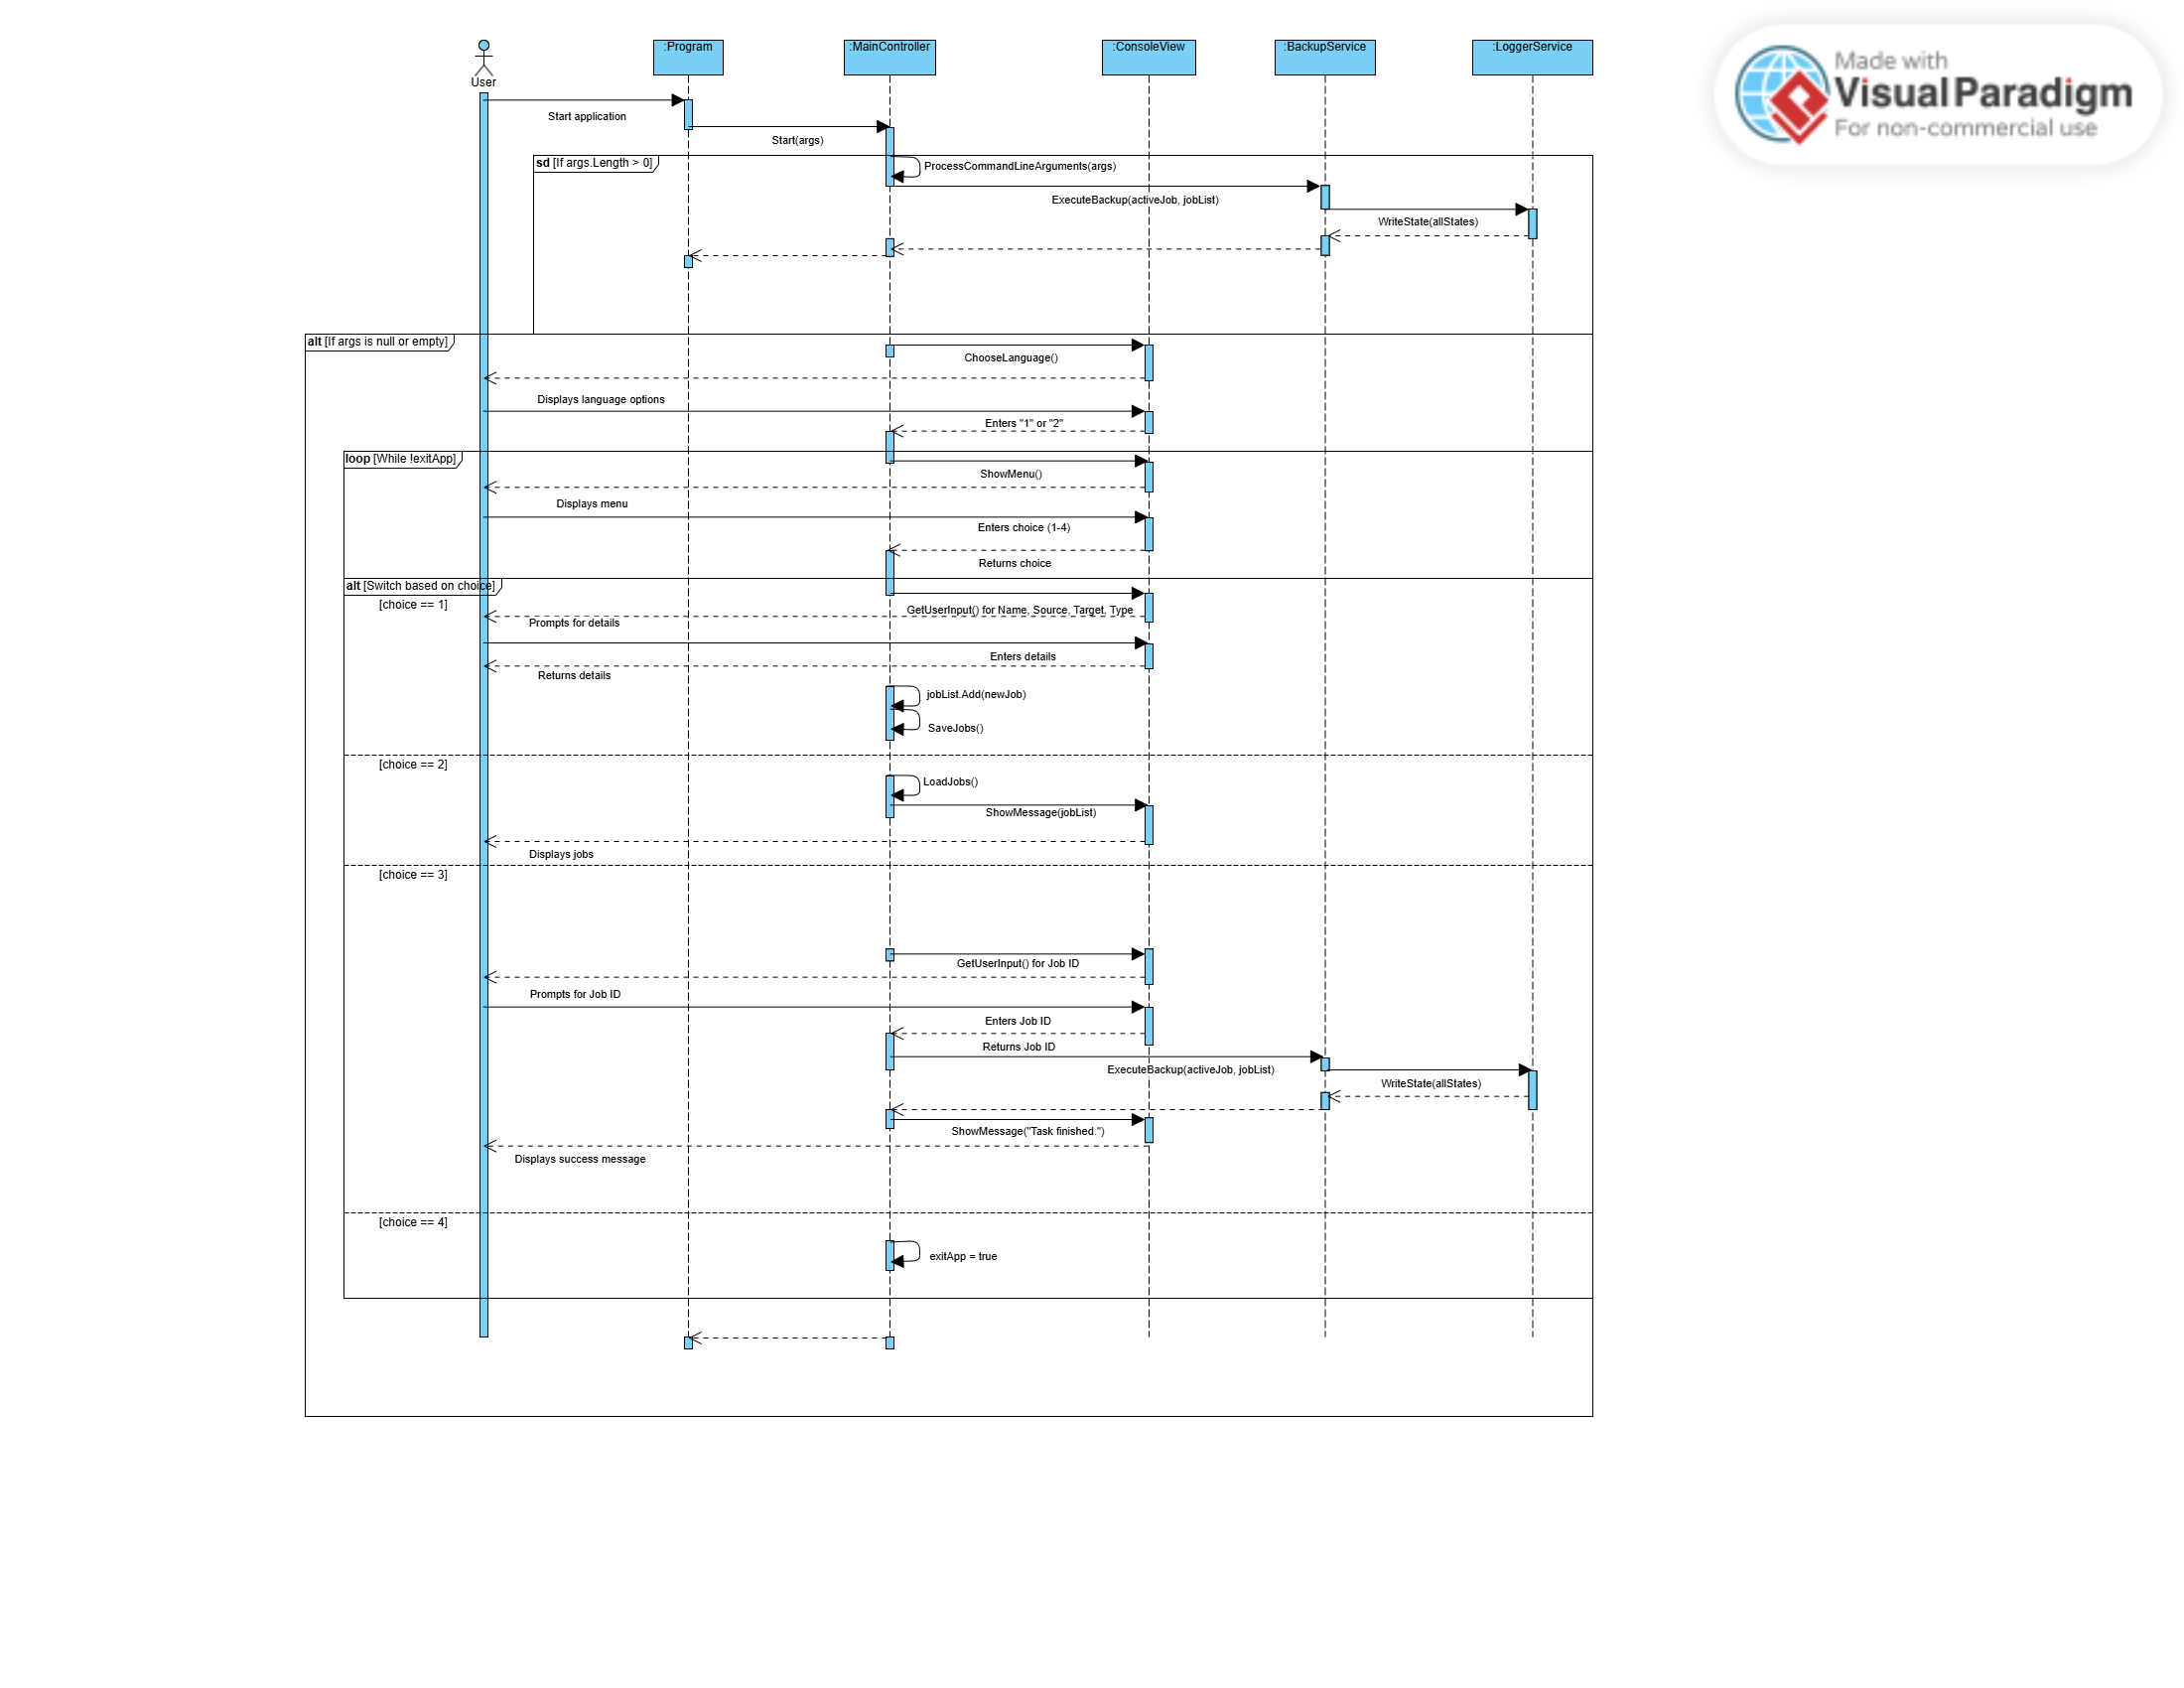 Made with
Visual Paradigm
For non-commercial use
User
:Program
:MainController
:ConsoleView
:BackupService
:LoggerService
Start application
Start(args)
sd [If args.Length > 0]
ProcessCommandLineArguments(args)
ExecuteBackup(activeJob, jobList)
WriteState(allStates)
alt [If args is null or empty]
ChooseLanguage()
Displays language options
Enters "1" or "2"
loop [While !exitApp]
ShowMenu()
Displays menu
Enters choice (1-4)
Returns choice
alt [Switch based on choice]
[choice == 1]
GetUserInput() for Name, Source, Target, Type
Prompts for details
Enters details
Returns details
jobList.Add(newJob)
SaveJobs()
[choice == 2]
LoadJobs()
ShowMessage(jobList)
Displays jobs
[choice == 3]
GetUserInput() for Job ID
Prompts for Job ID
Enters Job ID
Returns Job ID
ExecuteBackup(activeJob, jobList)
WriteState(allStates)
ShowMessage("Task finished.")
Displays success message
[choice == 4]
exitApp = true